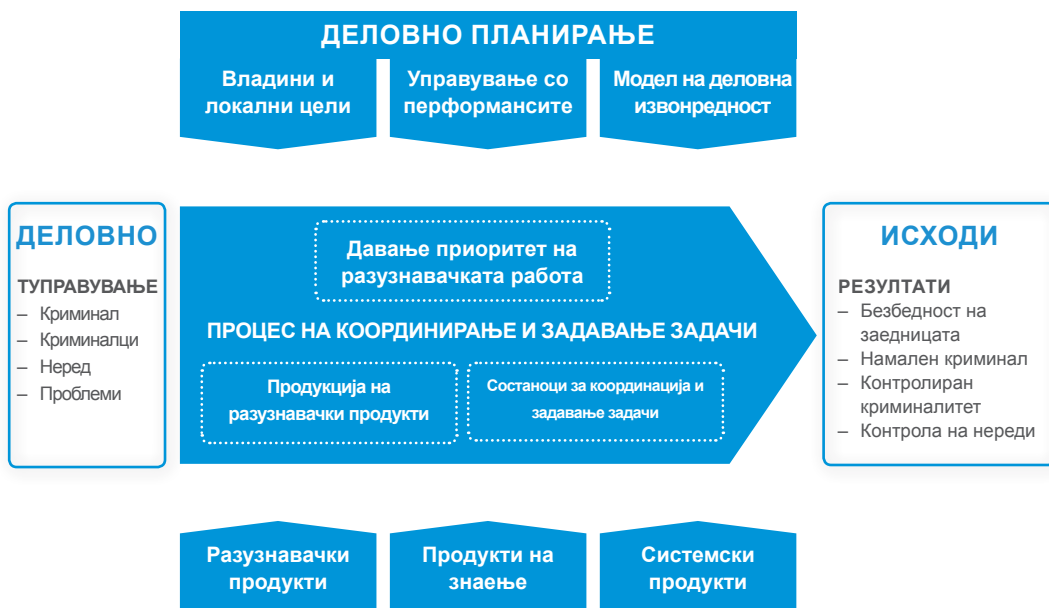 ДЕЛОВНО ПЛАНИРАЊЕ
Владини и
локални цели
Управување со
перформансите
Модел на деловна
извонредност
ДЕЛОВНО
ТУПРАВУВАЊЕ
– Криминал
– Криминалци
– Неред
– Проблеми
Давање приоритет на
разузнавачката работа
ПРОЦЕС НА КООРДИНИРАЊЕ И ЗАДАВАЊЕ ЗАДАЧИ
Продукција на
разузнавачки продукти
Состаноци за координација и
задавање задачи
ИСХОДИ
РЕЗУЛТАТИ
– Безбедност на
заедницата
– Намален криминал
– Контролиран
криминалитет
– Контрола на нереди
Разузнавачки
продукти
Продукти на
знаење
Системски
продукти